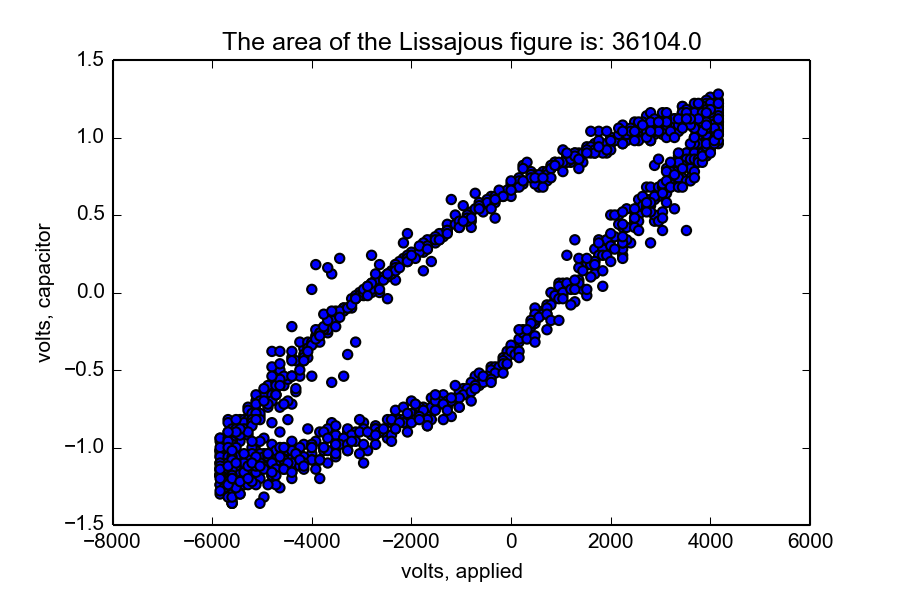 The area of the Lissajous figure is: 36104.0
1.5
1.0
0.5
0.0
−0.5
−1.0
−1.5
−8000 −6000 −4000 −2000 0 2000 4000 6000
volts, capacitor
volts, applied